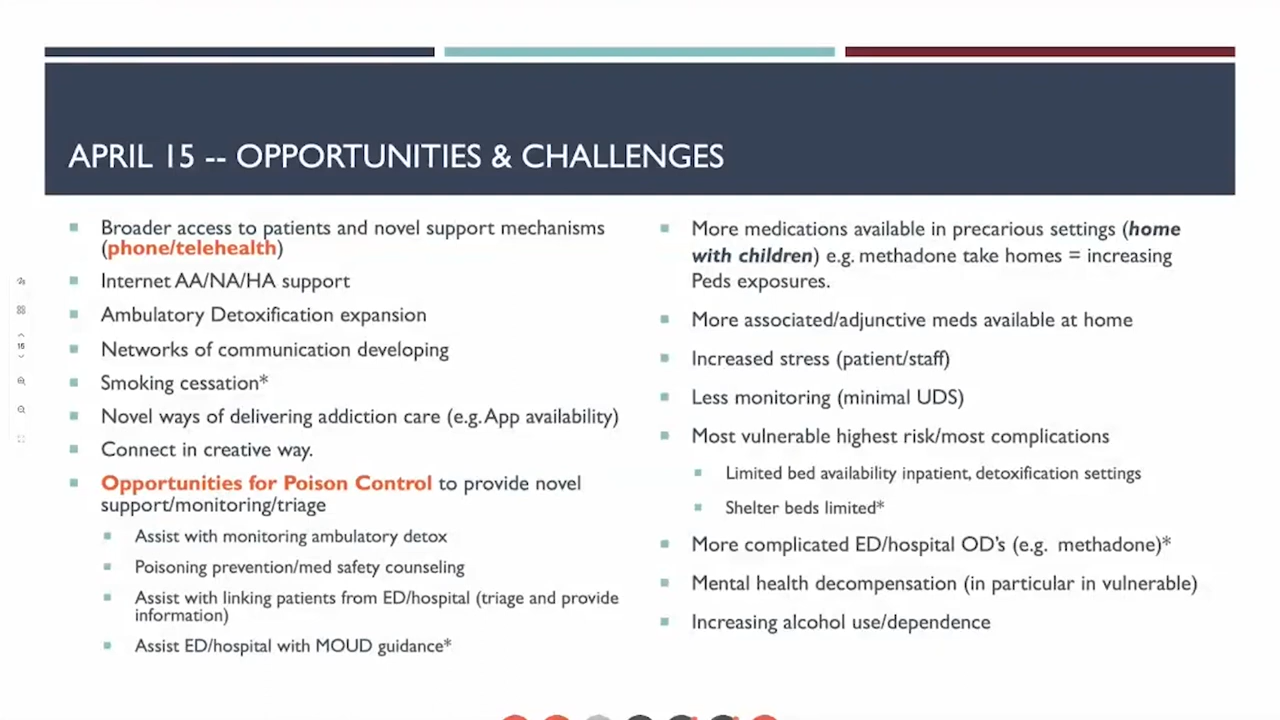 APRIL 15 -- OPPORTUNITIES & CHALLENGES
Broader access to patients and novel support mechanisms
(phone/telehealth)
Internet AA/NA/HA support
Ambulatory Detoxification expansion
Networks of communication developing
Smoking cessation*
Novel ways of delivering addiction care (e.g. App availability)
Connect in creative way.
Opportunities for Poison Control to provide novel
support/monitoring/triage
Assist with monitoring ambulatory detox
Poisoning prevention/med safety counseling
Assist with linking patients from ED/hospital (triage and provide
information)
Assist ED/hospital with MOUD guidance*
More medications available in precarious settings (home
with children) e.g. methadone take homes = increasing
Peds exposures.
More associated/adjunctive meds available at home
Increased stress (patient/staff)
Less monitoring (minimal UDS)
Most vulnerable highest risk/most complications
Limited bed availability inpatient, detoxification settings
Shelter beds limited*
More complicated ED/hospital OD's (e.g. methadone)*
Mental health decompensation (in particular in vulnerable)
Increasing alcohol use/dependence